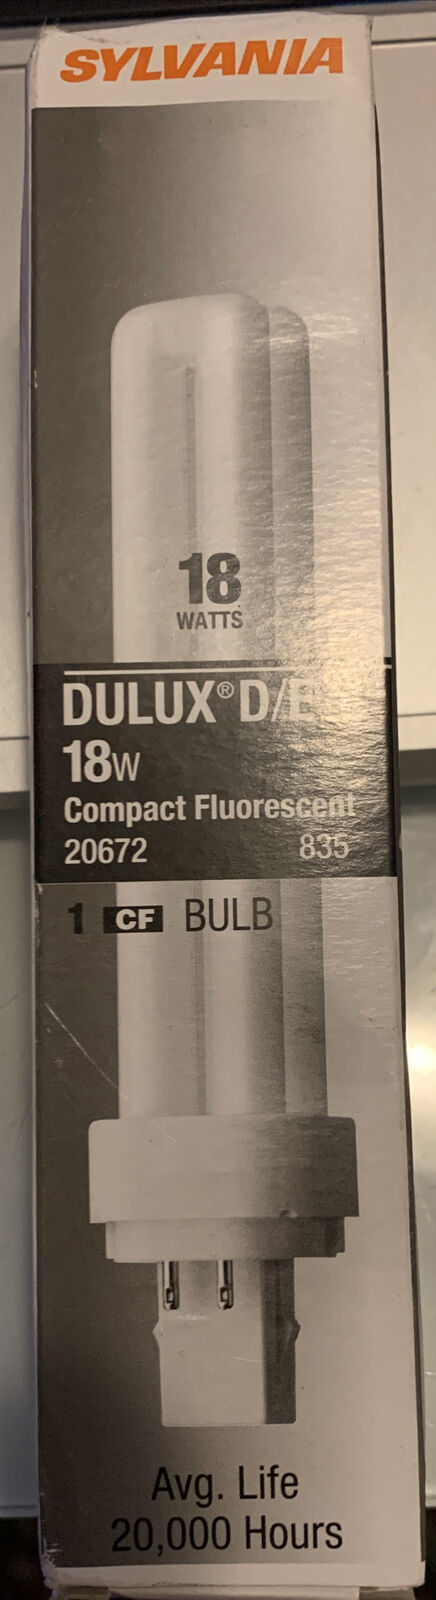 SYLVANIA
18
WATTS
DULUX® D/E
18W
Compact Fluorescent
20672 835
1 CF BULB
Avg. Life
20,000 Hours